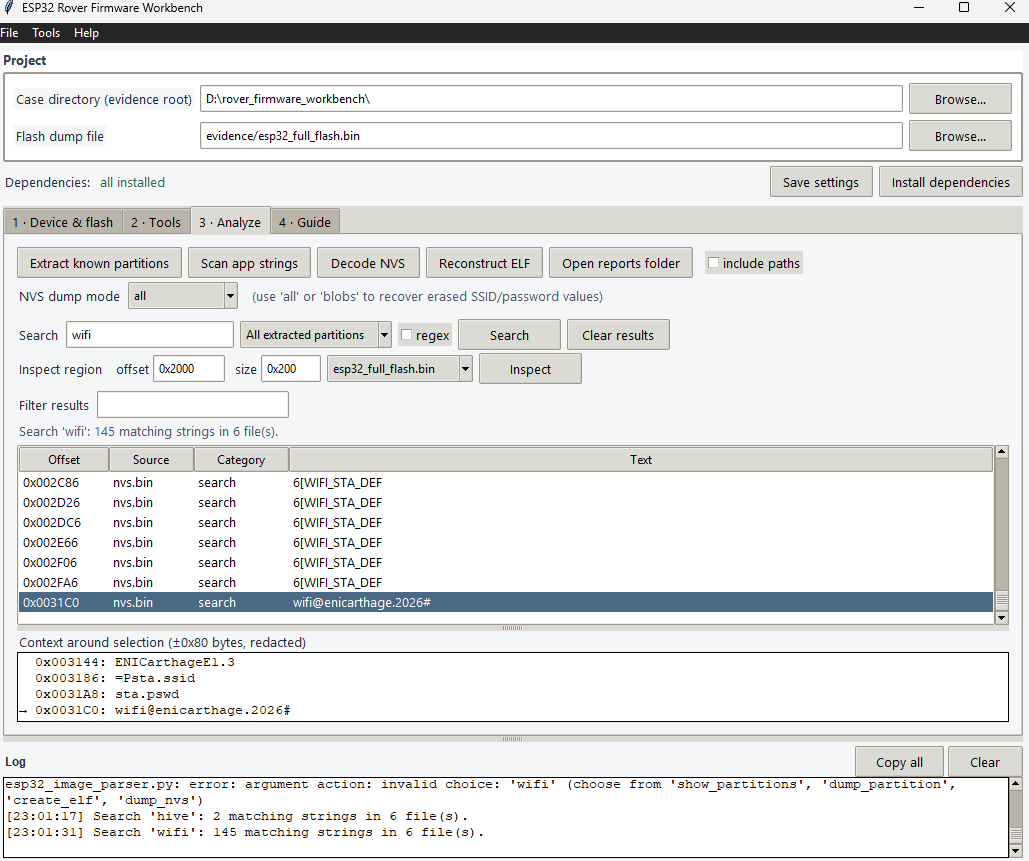 ESP32 Rover Firmware Workbench
File Tools Help
Project
Case directory (evidence root) D:\rover_firmware_workbench\ Browse...
Flash dump file evidence/esp32_full_flash.bin Browse...
Dependencies: all installed Save settings Install dependencies
1 · Device & flash 2 · Tools 3 · Analyze 4 · Guide
Extract known partitions Scan app strings Decode NVS Reconstruct ELF Open reports folder include paths
NVS dump mode all (use 'all' or 'blobs' to recover erased SSID/password values)
Search wifi All extracted partitions regex Search Clear results
Inspect region offset 0x2000 size 0x200 esp32_full_flash.bin Inspect
Filter results
Search 'wifi': 145 matching strings in 6 file(s).
Offset Source Category Text
0x002C86 nvs.bin search 6[WIFI_STA_DEF
0x002D26 nvs.bin search 6[WIFI_STA_DEF
0x002DC6 nvs.bin search 6[WIFI_STA_DEF
0x002E66 nvs.bin search 6[WIFI_STA_DEF
0x002F06 nvs.bin search 6[WIFI_STA_DEF
0x002FA6 nvs.bin search 6[WIFI_STA_DEF
0x0031C0 nvs.bin search wifi@enicarthage.2026#
Context around selection (±0x80 bytes, redacted)
0x003144: ENICarthageE1.3
0x003186: =Psta.ssid
0x0031A8: sta.pswd
→ 0x0031C0: wifi@enicarthage.2026#
Log Copy all Clear
esp32_image_parser.py: error: argument action: invalid choice: 'wifi' (choose from 'show_partitions', 'dump_partition',
'create_elf', 'dump_nvs')
[23:01:17] Search 'hive': 2 matching strings in 6 file(s).
[23:01:31] Search 'wifi': 145 matching strings in 6 file(s).